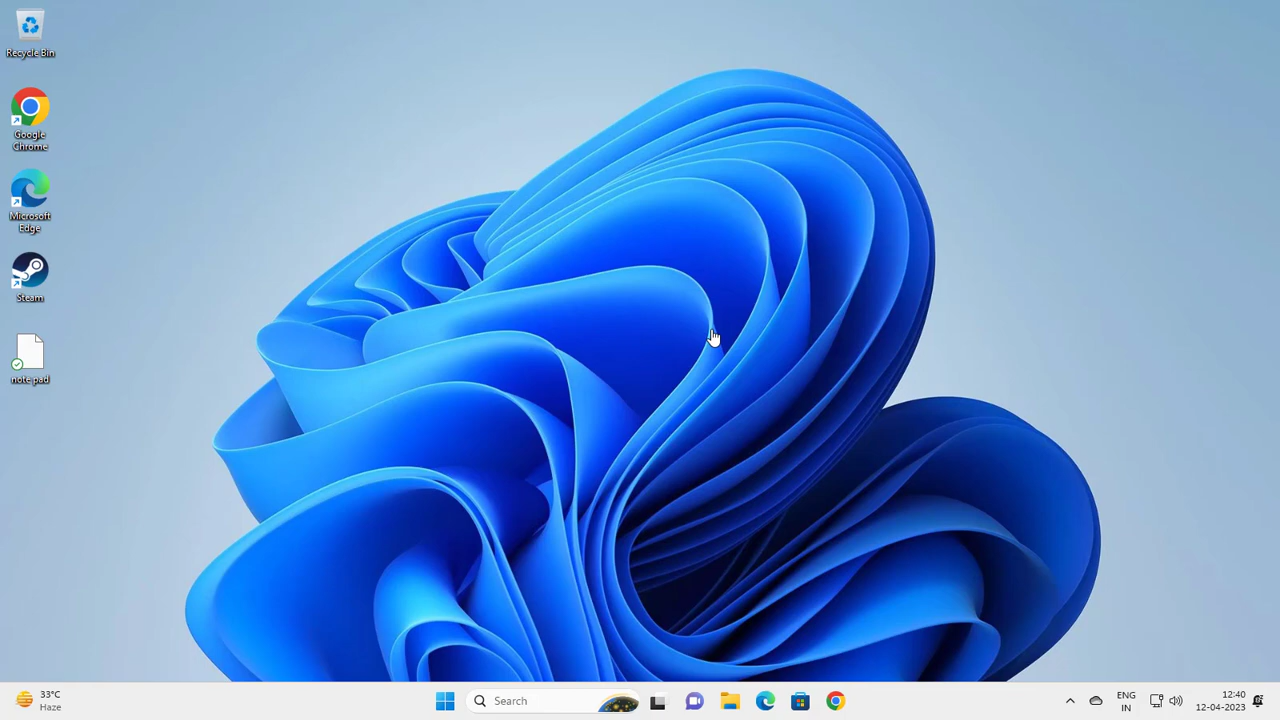 Recycle Bin
Google
Chrome
Microsoft
Edge
Steam
note pad
33°C
Haze
Search
ENG
IN
12:40
12-04-2023